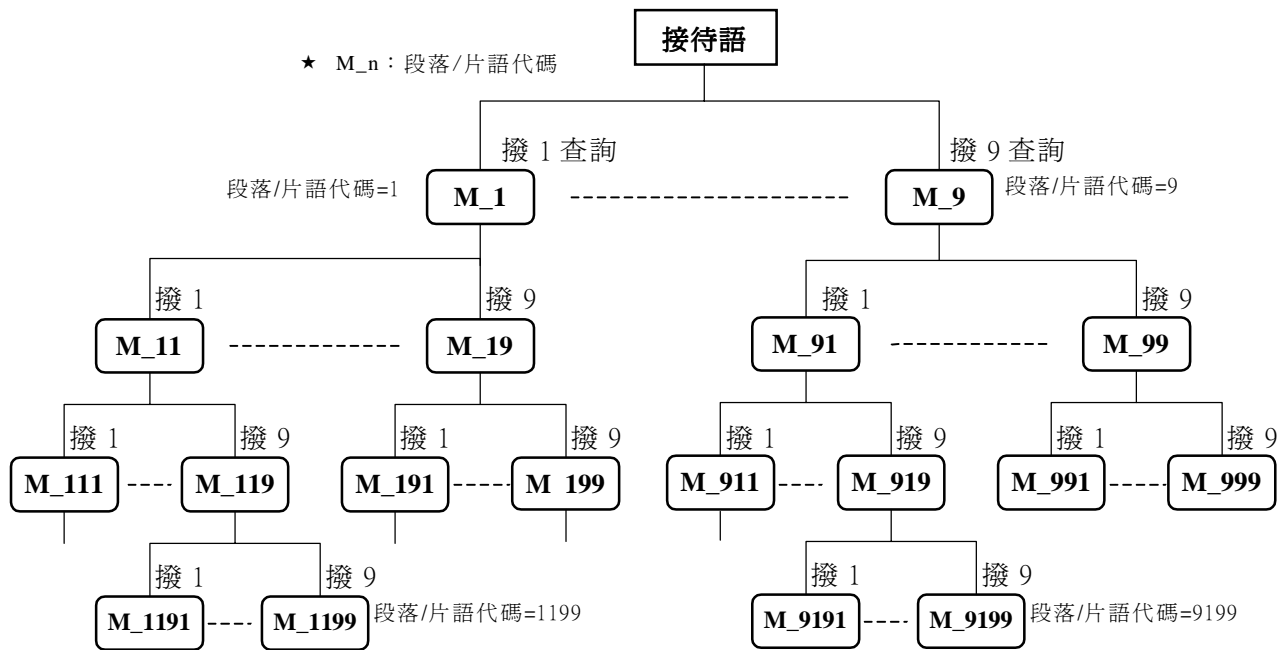 接待語
★ M_n：段落/片語代碼
撥 1 查詢
撥 9 查詢
段落/片語代碼=1
M_1
M_9
段落/片語代碼=9
撥 1
撥 9
撥 1
撥 9
M_11
M_19
M_91
M_99
撥 1
撥 9
撥 1
撥 9
撥 1
撥 9
撥 1
撥 9
M_111
M_119
M_191
M 199
M_911
M_919
M_991
M_999
撥 1
撥 9
撥 1
撥 9
M_1191
M_1199
段落/片語代碼=1199
M_9191
M_9199
段落/片語代碼=9199